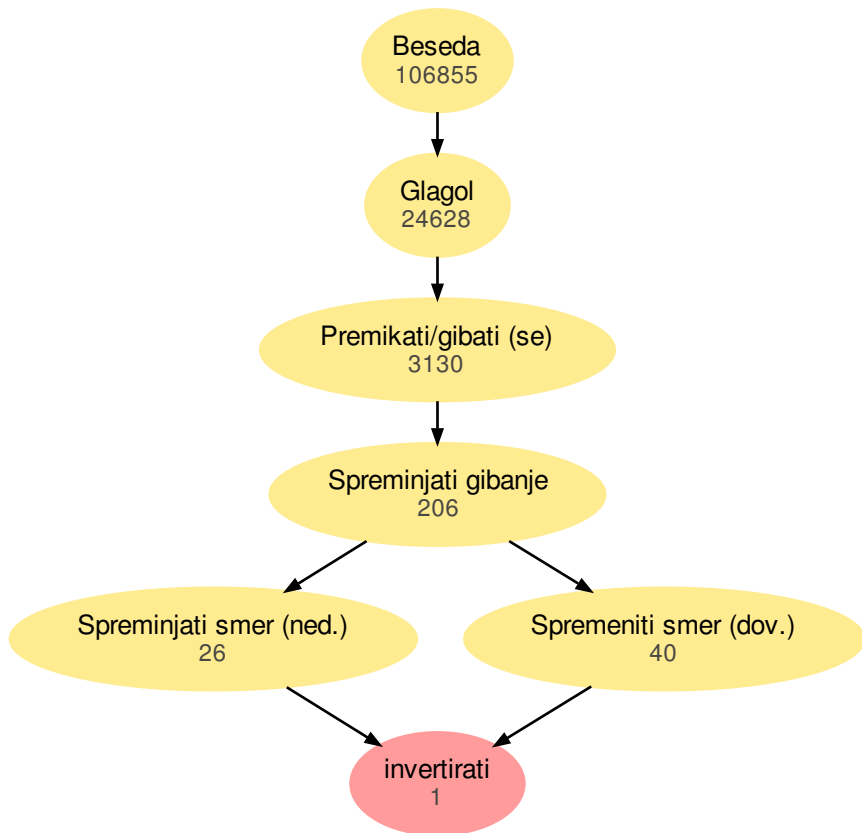 Beseda
106855
Glagol
24628
Premikati/gibati (se)
3130
Spreminjati gibanje
206
Spreminjati smer (ned.)
26
Spremeniti smer (dov.)
40
invertirati
1